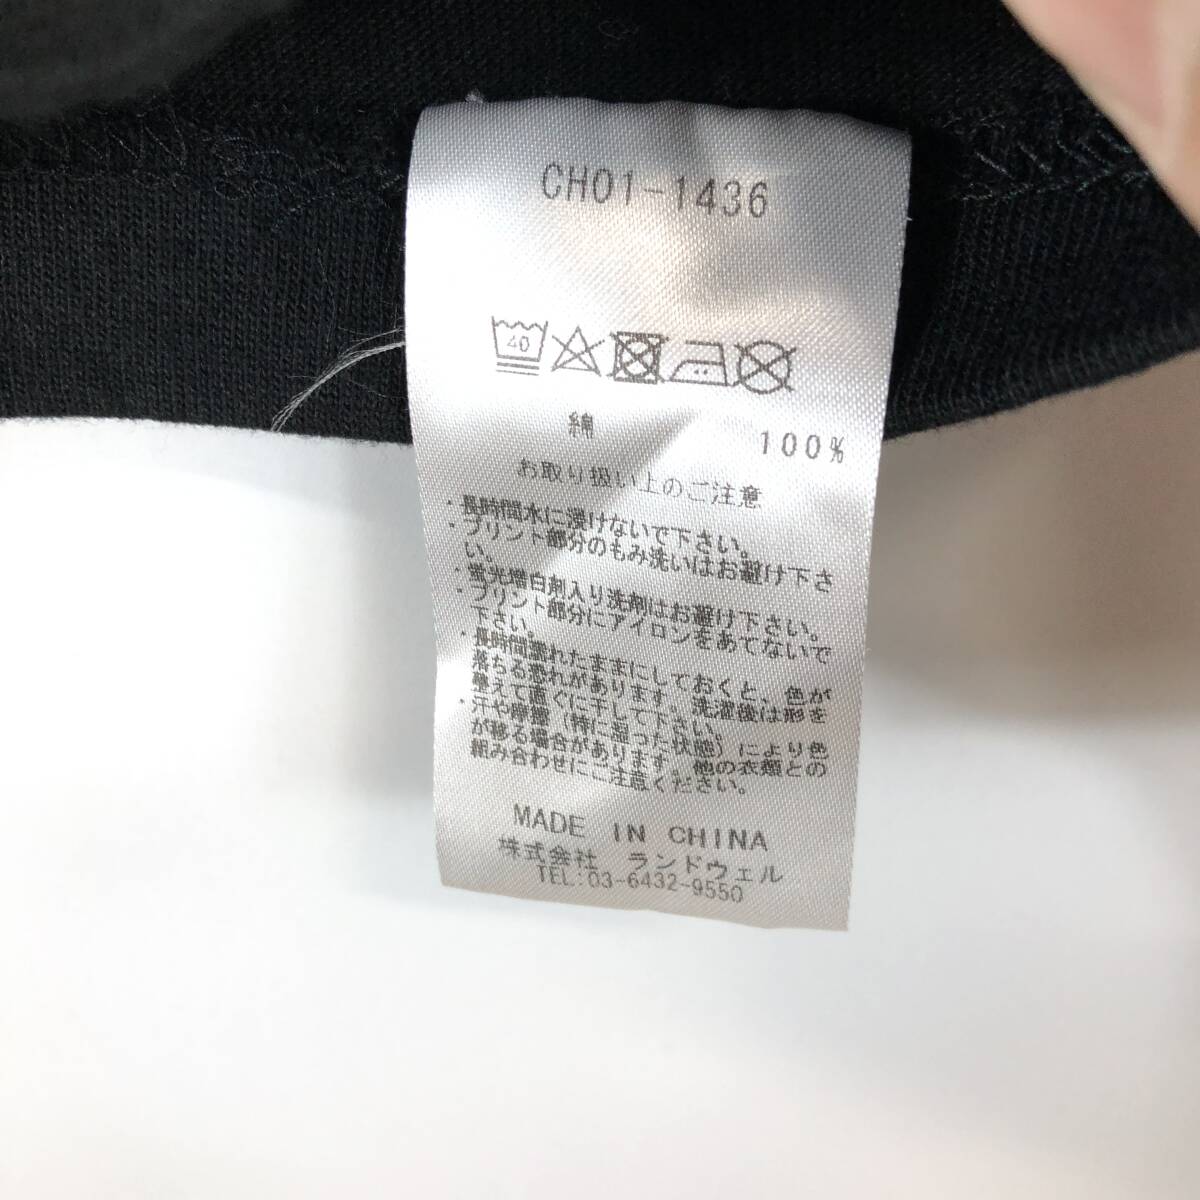 CH01-1436
40
綿 100%
お取り扱い上のご注意
・長時間水に浸けないで下さい。
・プリント部分のもみ洗いはお避け下さ
い。
・蛍光増白剤入り洗剤はお避け下さい。
・プリント部分にアイロンをあてないで
下さい。
・長時間濡れたままにしておくと、色が
落ちる恐れがあります。洗濯後は形を
整えて直ぐに干して下さい。
・汗や摩擦(特に湿った状態)により色
が移る場合があります。他の衣類との
組み合わせにご注意ください。
MADE IN CHINA
株式会社 ランドウェル
TEL:03-6432-9550